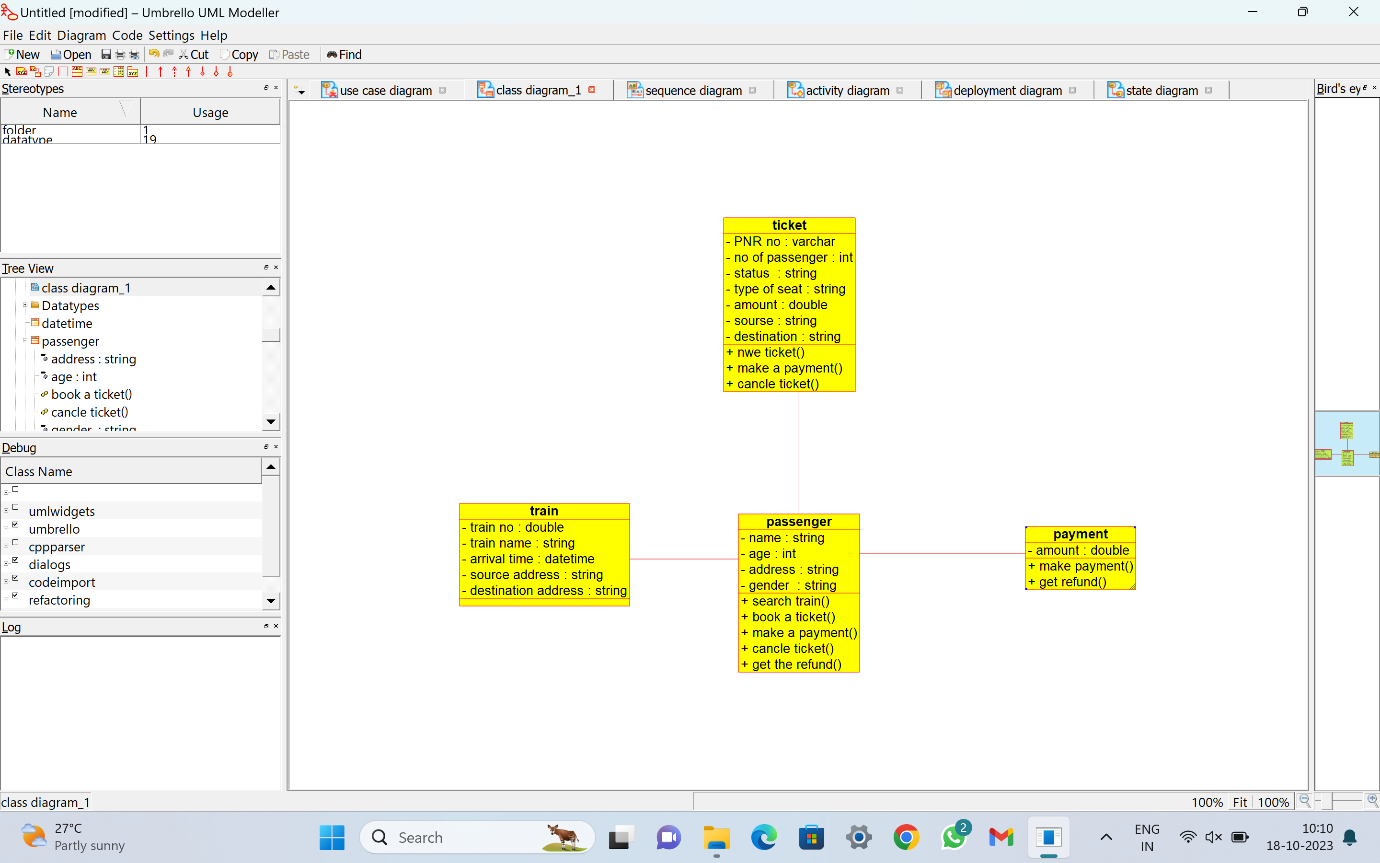 Untitled [modified] – Umbrello UML Modeller
File Edit Diagram Code Settings Help
New Open Cut Copy Paste Find
Stereotypes
Name Usage
folder 1
datatype 19
Tree View
class diagram_1
Datatypes
datetime
passenger
address : string
age : int
book a ticket()
cancle ticket()
gender : string
Debug
Class Name
umlwidgets
umbrello
cppparser
dialogs
codeimport
refactoring
Log
use case diagram class diagram_1 sequence diagram activity diagram deployment diagram state diagram
Bird's ey
ticket
- PNR no : varchar
- no of passenger : int
- status : string
- type of seat : string
- amount : double
- sourse : string
- destination : string
+ nwe ticket()
+ make a payment()
+ cancle ticket()
train
- train no : double
- train name : string
- arrival time : datetime
- source address : string
- destination address : string
passenger
- name : string
- age : int
- address : string
- gender : string
+ search train()
+ book a ticket()
+ make a payment()
+ cancle ticket()
+ get the refund()
payment
- amount : double
+ make payment()
+ get refund()
class diagram_1
100% Fit 100%
27°C
Partly sunny
Search
2
ENG
IN
10:10
18-10-2023